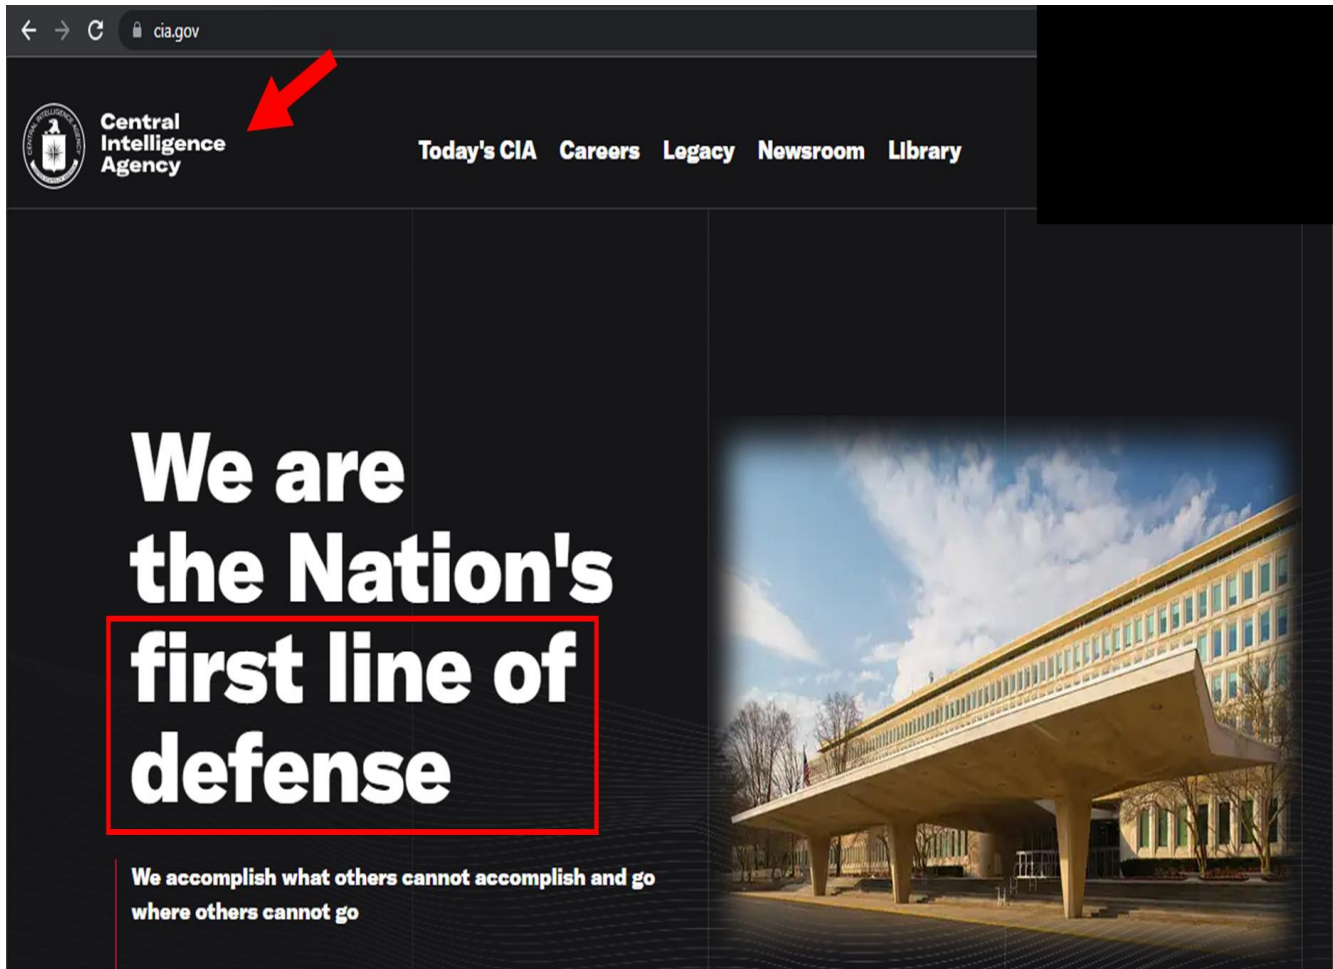 cia.gov
Central
Intelligence
Agency
Today's CIA Careers Legacy Newsroom Library
We are
the Nation's
first line of
defense
We accomplish what others cannot accomplish and go
where others cannot go